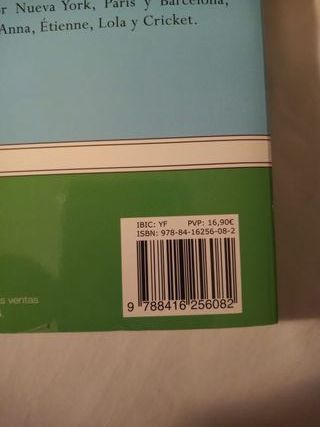 r Nueva York, París y Barcelona,
Anna, Étienne, Lola y Cricket.
IBIC: YF PVP: 16,90€
ISBN: 978-84-16256-08-2
9 788416 256082
s ventas